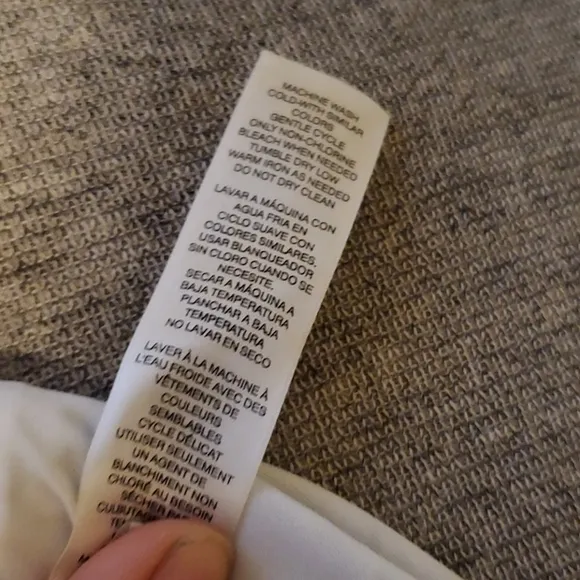 MACHINE WASH
COLD-WITH SIMILAR
COLORS
GENTLE CYCLE
ONLY NON-CHLORINE
BLEACH WHEN NEEDED
TUMBLE DRY LOW
WARM IRON AS NEEDED
DO NOT DRY CLEAN
LAVAR A MÁQUINA CON
AGUA FRIA EN
CICLO SUAVE CON
COLORES SIMILARES.
USAR BLANQUEADOR
SIN CLORO CUANDO SE
NECESITE.
SECAR A MÁQUINA A
BAJA TEMPERATURA
PLANCHAR A BAJA
TEMPERATURA
NO LAVAR EN SECO
LAVER À LA MACHINE À
L'EAU FROIDE AVEC DES
VÊTEMENTS DE
COULEURS
SEMBLABLES
CYCLE DÉLICAT
UTILISER SEULEMENT
UN AGENT DE
BLANCHIMENT NON
CHLORÉ AU BESOIN
SÉCHER PAR